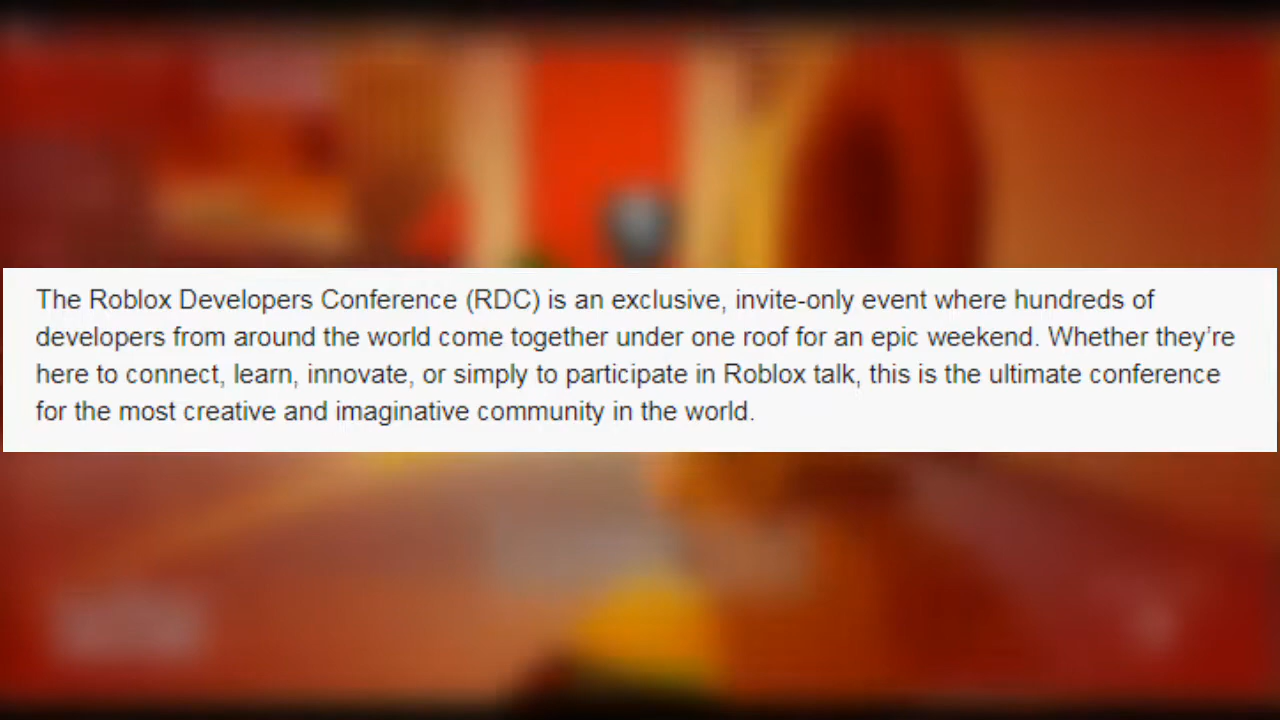 The Roblox Developers Conference (RDC) is an exclusive, invite-only event where hundreds of
developers from around the world come together under one roof for an epic weekend. Whether they’re
here to connect, learn, innovate, or simply to participate in Roblox talk, this is the ultimate conference
for the most creative and imaginative community in the world.